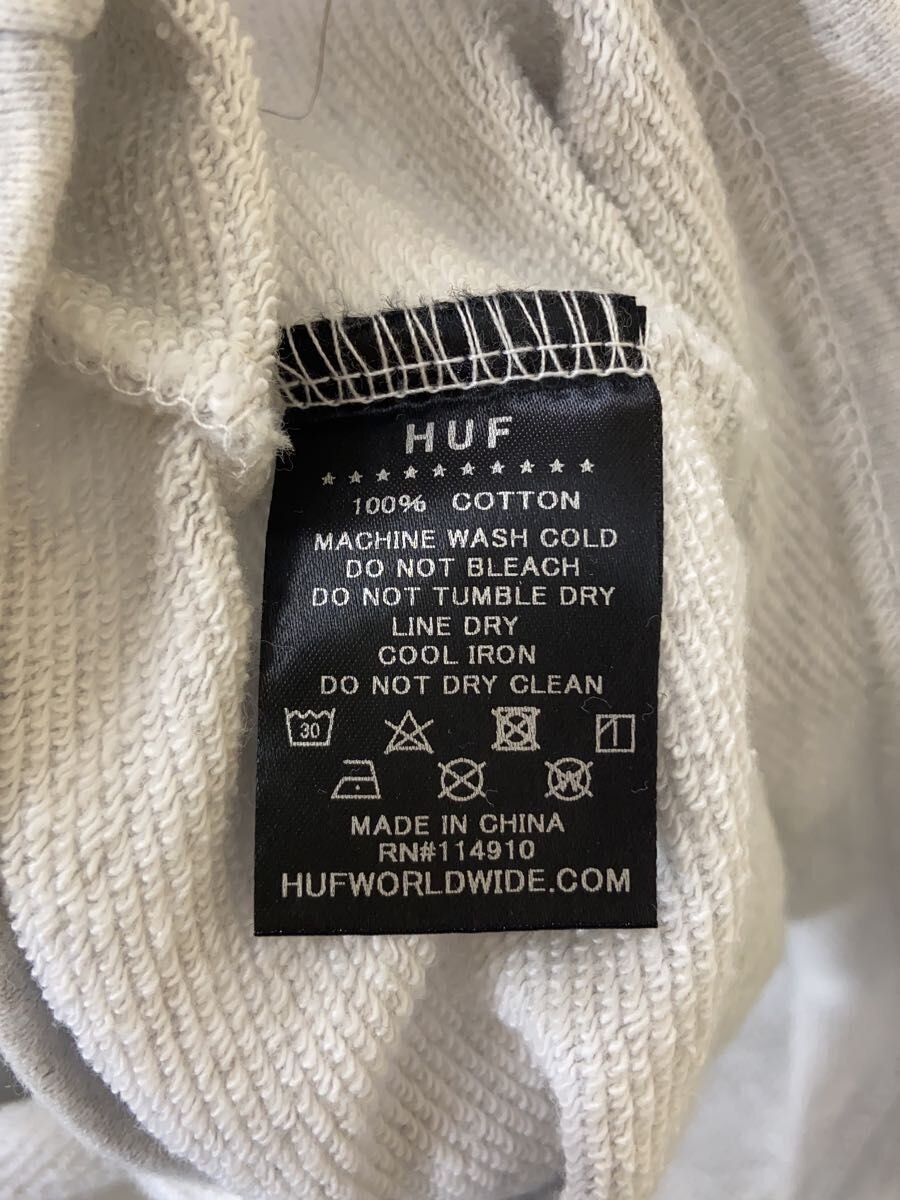 HUF
100% COTTON
MACHINE WASH COLD
DO NOT BLEACH
DO NOT TUMBLE DRY
LINE DRY
COOL IRON
DO NOT DRY CLEAN
30
W
MADE IN CHINA
RN#114910
HUFWORLDWIDE.COM